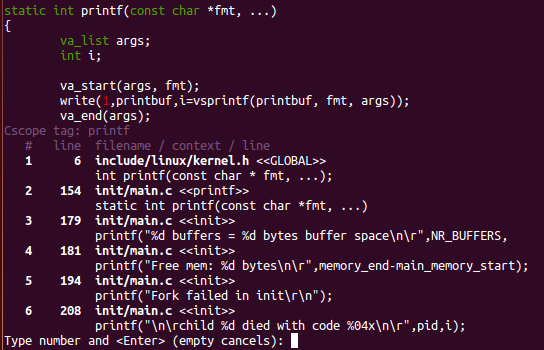 static int printf(const char *fmt, ...)
{
        va_list args;
        int i;

        va_start(args, fmt);
        write(1,printbuf,i=vsprintf(printbuf, fmt, args));
        va_end(args);
Cscope tag: printf
   #   line  filename / context / line
   1      6  include/linux/kernel.h <<GLOBAL>>
             int printf(const char * fmt, ...);
   2    154  init/main.c <<printf>>
             static int printf(const char *fmt, ...)
   3    179  init/main.c <<init>>
             printf("%d buffers = %d bytes buffer space\n\r",NR_BUFFERS,
   4    181  init/main.c <<init>>
             printf("Free mem: %d bytes\n\r",memory_end-main_memory_start);
   5    194  init/main.c <<init>>
             printf("Fork failed in init\r\n");
   6    208  init/main.c <<init>>
             printf("\n\rchild %d died with code %04x\n\r",pid,i);
Type number and <Enter> (empty cancels):